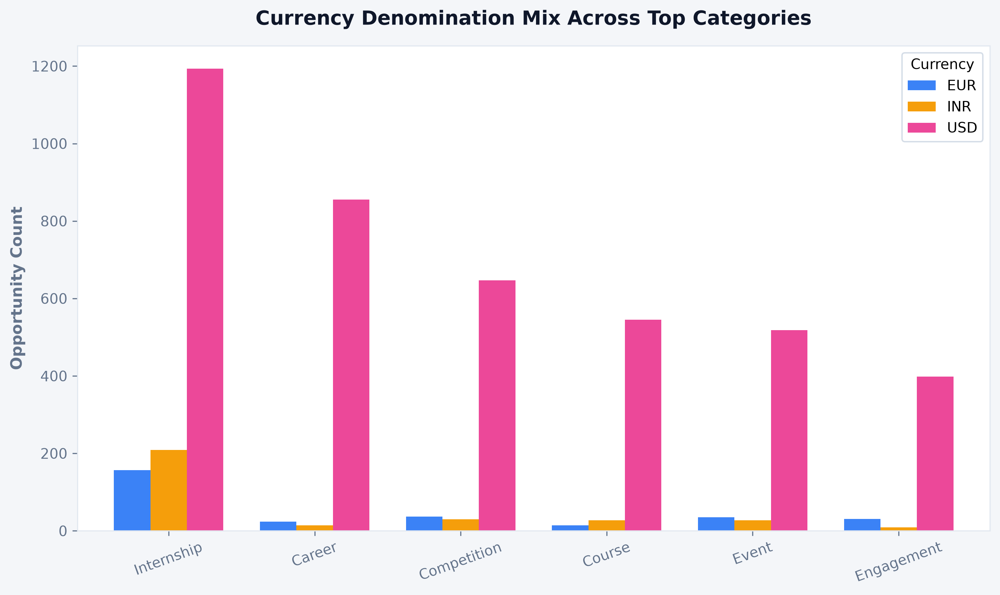 Currency Denomination Mix Across Top Categories
Currency
EUR
INR
USD
Opportunity Count
1200
1000
800
600
400
200
0
Internship
Career
Competition
Course
Event
Engagement